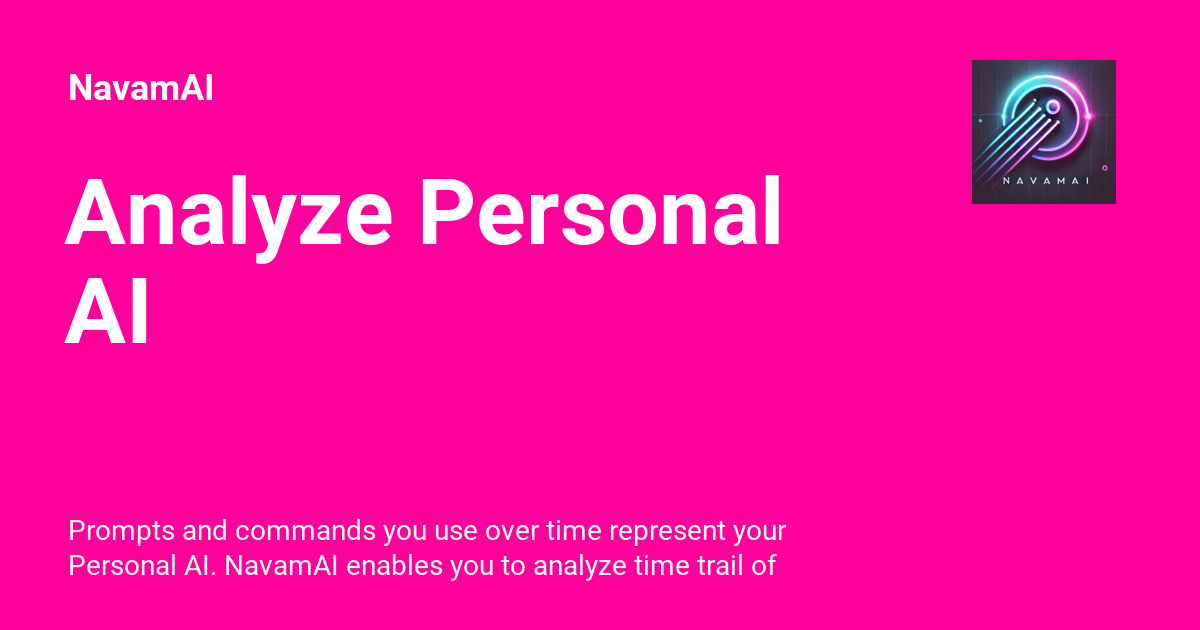 NavamAI
NAVAMAI
Analyze Personal
AI
Prompts and commands you use over time represent your
Personal AI. NavamAI enables you to analyze time trail of